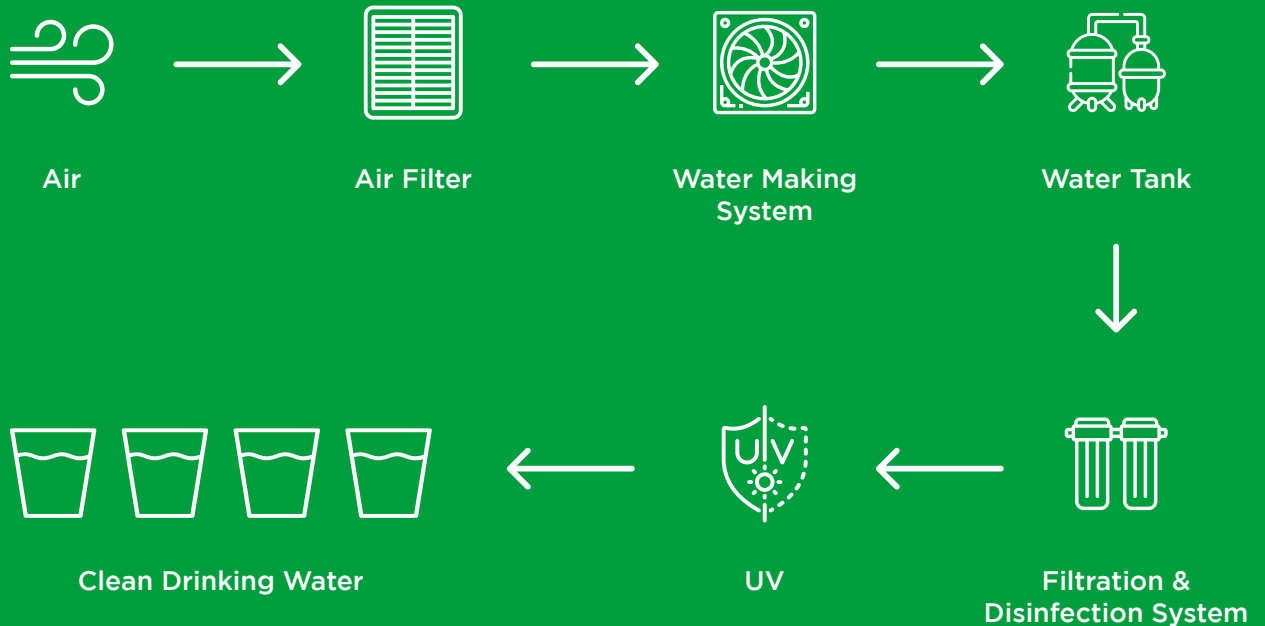 Air
Air Filter
Water Making
System
Water Tank
UV
Clean Drinking Water
UV
Filtration &
Disinfection System